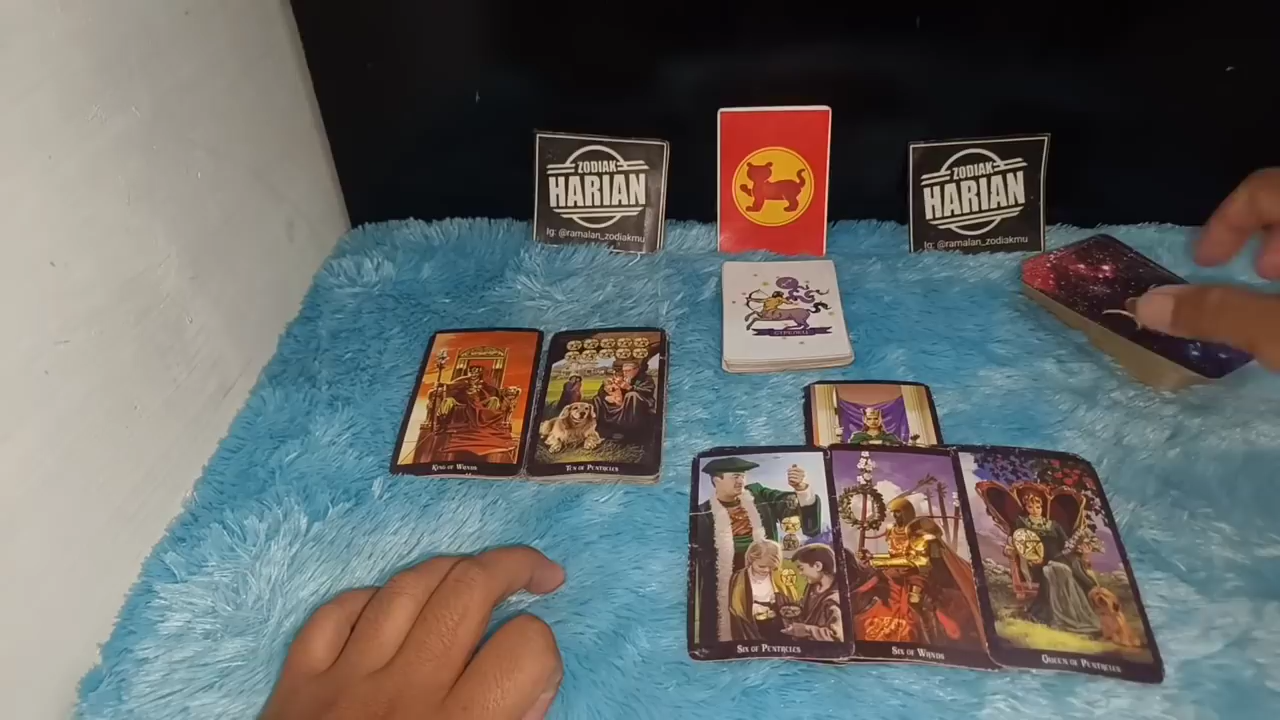 ZODIAK
HARIAN
Ig: @ramalan_zodiakmu
ZODIAK
HARIAN
Ig: @ramalan_zodiakmu
СТРЕЛЕЦ
KING OF WANDS
TEN OF PENTACLES
SIX OF PENTACLES
SIX OF WANDS
QUEEN OF PENTACLES